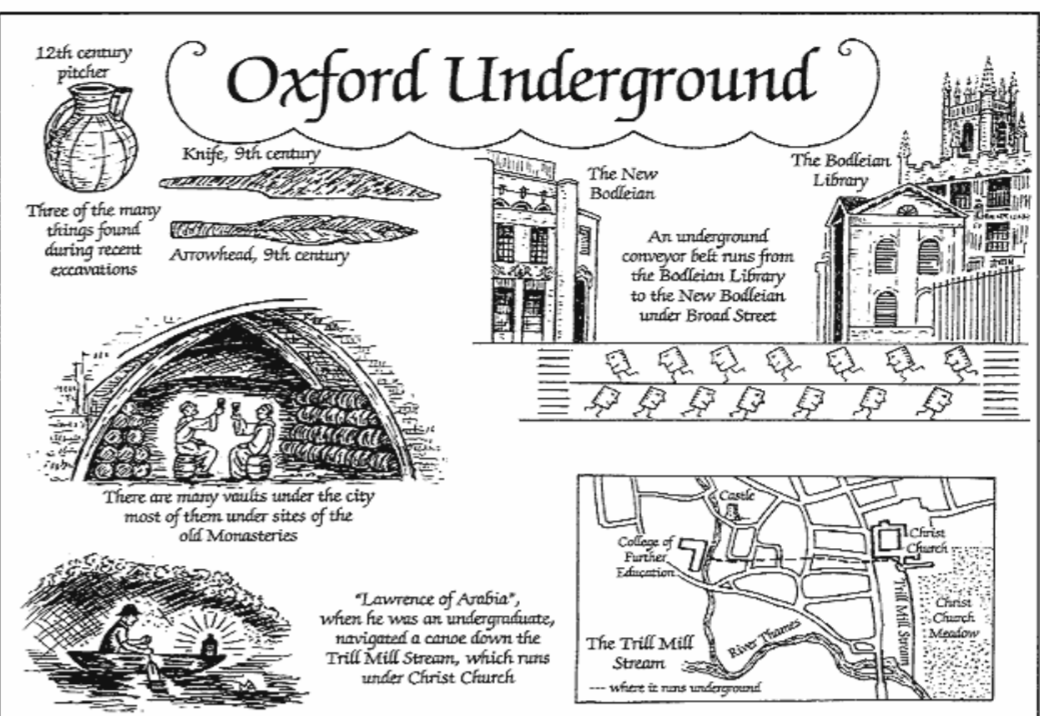 Oxford Underground
12th century
pitcher
Knife, 9th century
Three of the many
things found
during recent
excavations
Arrowhead, 9th century
The New
Bodleian
The Bodleian
Library
An underground
conveyor belt runs from
the Bodleian Library
to the New Bodleian
under Broad Street
There are many vaults under the city
most of them under sites of the
old Monasteries
"Lawrence of Arabia",
when he was an undergraduate,
navigated a canoe down the
Trill Mill Stream, which runs
under Christ Church
Castle
College of
Further
Education
Christ
Church
Trill Mill Stream
Christ
Church
Meadow
River Thames
The Trill Mill
Stream
--- where it runs underground